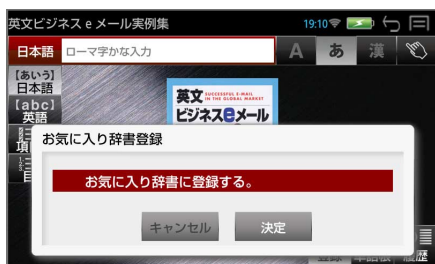 英文ビジネス e メール実例集 19:10
日本語 ローマ字かな入力 A あ 漢
【あいう】
日本語
【abc】
英語
英文 SUCCESSFUL E-MAIL IN THE GLOBAL MARKET
ビジネスeメール
お気に入り辞書登録
お気に入り辞書に登録する。
キャンセル 決定
履歴